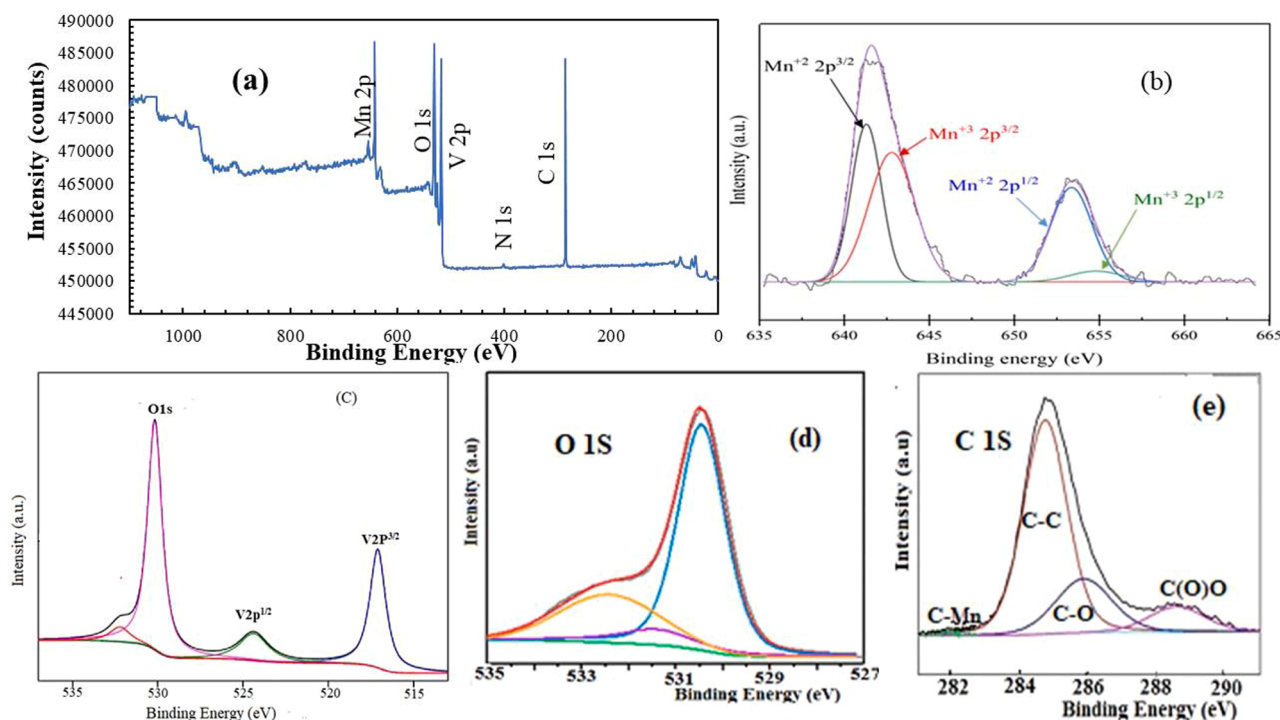 490000
485000
480000
475000
470000
465000
460000
455000
450000
445000
Intensity (counts)
(a)
Mn 2p
O 1s
V 2p
N 1s
C 1s
1000 800 600 400 200 0
Binding Energy (eV)
(b)
Mn+2 2p3/2
Mn+3 2p3/2
Mn+2 2p1/2
Mn+3 2p1/2
Intensity (a.u.)
635 640 645 650 655 660 665
Binding energy (eV)
(C)
O1s
V2p1/2
V2P3/2
Intensity (a.u.)
535 530 525 520 515
Binding Energy (eV)
O 1S
(d)
Intensity (a.u)
535 533 531 529 527
Binding Energy (eV)
(e)
C 1S
C-C
C-Mn
C-O
C(O)O
Intensity (a.u)
282 284 286 288 290
Binding Energy (eV)